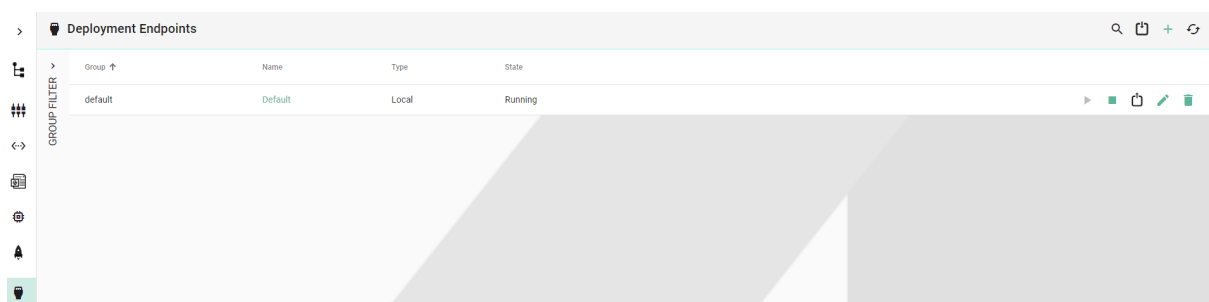 Deployment Endpoints
GROUP FILTER
Group Name Type State
default Default Local Running